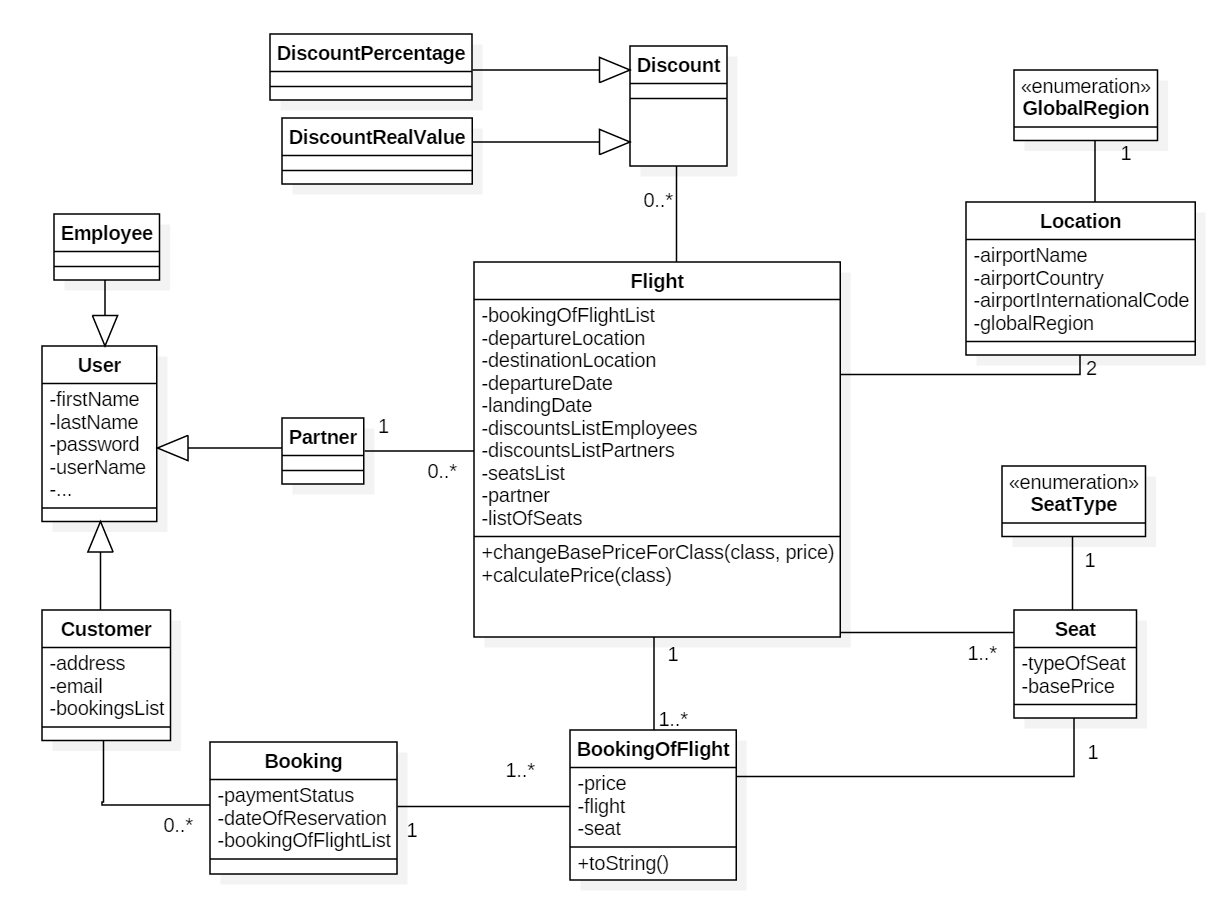 DiscountPercentage
Discount
DiscountRealValue
0..*
«enumeration»
GlobalRegion
1
Location
-airportName
-airportCountry
-airportInternationalCode
-globalRegion
2
Employee
User
-firstName
-lastName
-password
-userName
-...
Partner
1
0..*
Flight
-bookingOfFlightList
-departureLocation
-destinationLocation
-departureDate
-landingDate
-discountsListEmployees
-discountsListPartners
-seatsList
-partner
-listOfSeats
+changeBasePriceForClass(class, price)
+calculatePrice(class)
«enumeration»
SeatType
1
Seat
-typeOfSeat
-basePrice
1..*
1
Customer
-address
-email
-bookingsList
0..*
Booking
-paymentStatus
-dateOfReservation
-bookingOfFlightList
1
1..*
1
1..*
BookingOfFlight
-price
-flight
-seat
+toString()